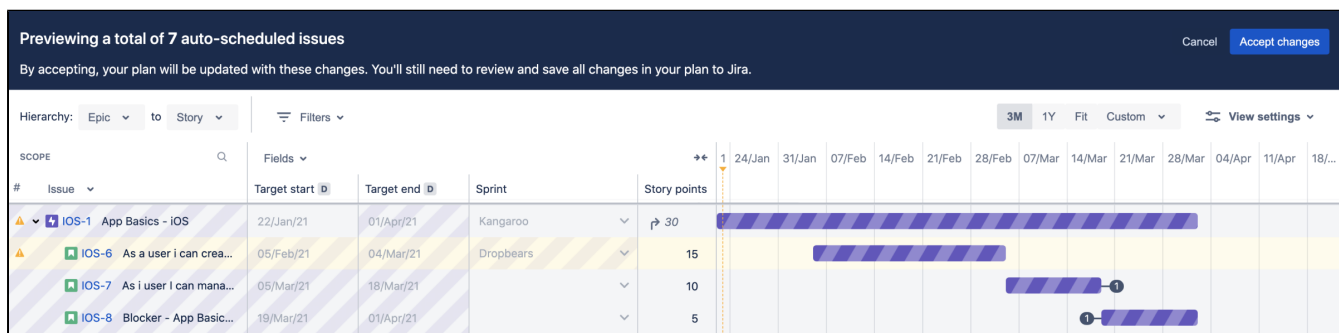 Previewing a total of 7 auto-scheduled issues
Cancel Accept changes
By accepting, your plan will be updated with these changes. You'll still need to review and save all changes in your plan to Jira.
Hierarchy: Epic to Story Filters 3M 1Y Fit Custom View settings
SCOPE Fields 1 24/Jan 31/Jan 07/Feb 14/Feb 21/Feb 28/Feb 07/Mar 14/Mar 21/Mar 28/Mar 04/Apr 11/Apr 18/...
# Issue Target start D Target end D Sprint Story points
IOS-1 App Basics - iOS 22/Jan/21 01/Apr/21 Kangaroo 30
IOS-6 As a user i can crea... 05/Feb/21 04/Mar/21 Dropbears 15
IOS-7 As i user I can mana... 05/Mar/21 18/Mar/21 10 1
IOS-8 Blocker - App Basic... 19/Mar/21 01/Apr/21 5 1